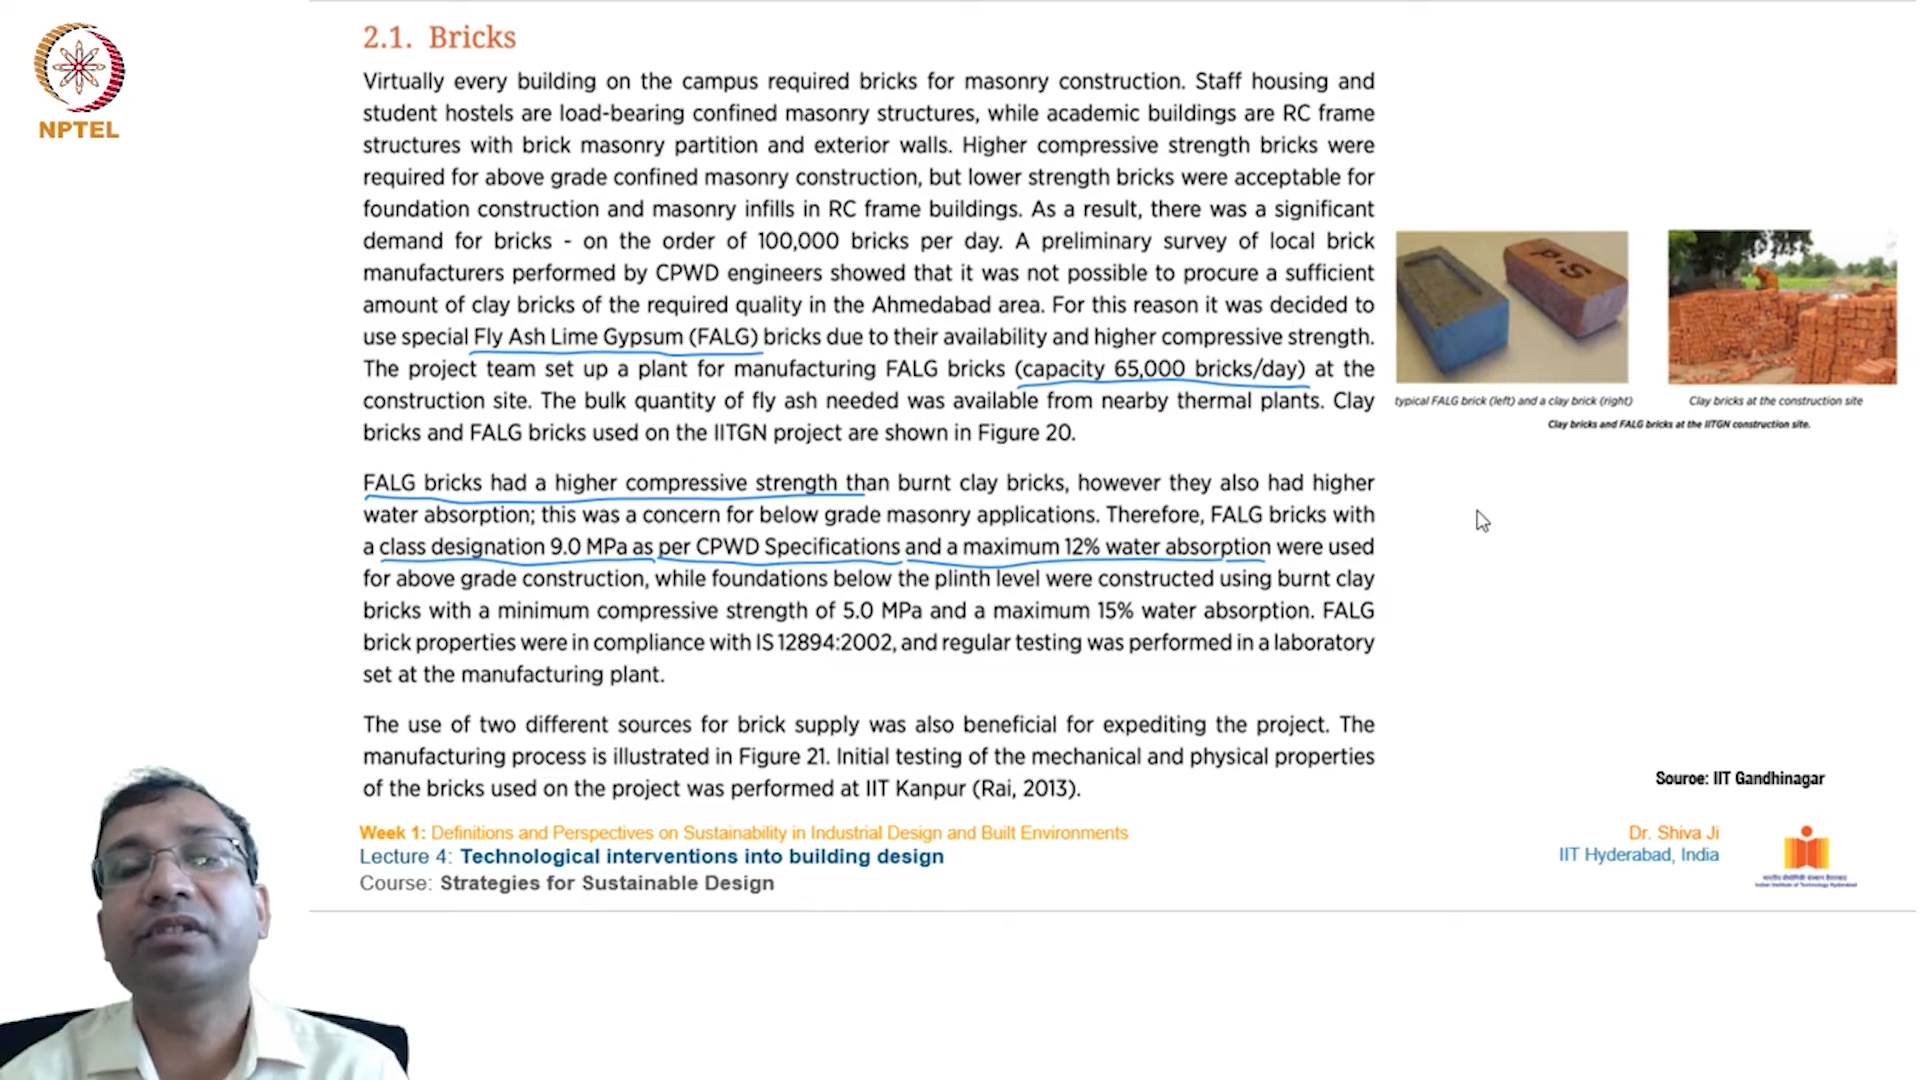 NPTEL
2.1. Bricks
Virtually every building on the campus required bricks for masonry construction. Staff housing and
student hostels are load-bearing confined masonry structures, while academic buildings are RC frame
structures with brick masonry partition and exterior walls. Higher compressive strength bricks were
required for above grade confined masonry construction, but lower strength bricks were acceptable for
foundation construction and masonry infills in RC frame buildings. As a result, there was a significant
demand for bricks - on the order of 100,000 bricks per day. A preliminary survey of local brick
manufacturers performed by CPWD engineers showed that it was not possible to procure a sufficient
amount of clay bricks of the required quality in the Ahmedabad area. For this reason it was decided to
use special Fly Ash Lime Gypsum (FALG) bricks due to their availability and higher compressive strength.
The project team set up a plant for manufacturing FALG bricks (capacity 65,000 bricks/day) at the
construction site. The bulk quantity of fly ash needed was available from nearby thermal plants. Clay
bricks and FALG bricks used on the IITGN project are shown in Figure 20.
FALG bricks had a higher compressive strength than burnt clay bricks, however they also had higher
water absorption; this was a concern for below grade masonry applications. Therefore, FALG bricks with
a class designation 9.0 MPa as per CPWD Specifications and a maximum 12% water absorption were used
for above grade construction, while foundations below the plinth level were constructed using burnt clay
bricks with a minimum compressive strength of 5.0 MPa and a maximum 15% water absorption. FALG
brick properties were in compliance with IS 12894:2002, and regular testing was performed in a laboratory
set at the manufacturing plant.
The use of two different sources for brick supply was also beneficial for expediting the project. The
manufacturing process is illustrated in Figure 21. Initial testing of the mechanical and physical properties
of the bricks used on the project was performed at IIT Kanpur (Rai, 2013).
P.S
typical FALG brick (left) and a clay brick (right)
Clay bricks at the construction site
Clay bricks and FALG bricks at the IITGN construction site.
Souroe: IIT Gandhinagar
Week 1: Definitions and Perspectives on Sustainability in Industrial Design and Built Environments
Lecture 4: Technological interventions into building design
Course: Strategies for Sustainable Design
Dr. Shiva Ji
IIT Hyderabad, India
भारतीय प्रौद्योगिकी संस्थान हैदराबाद
Indian Institute of Technology Hyderabad